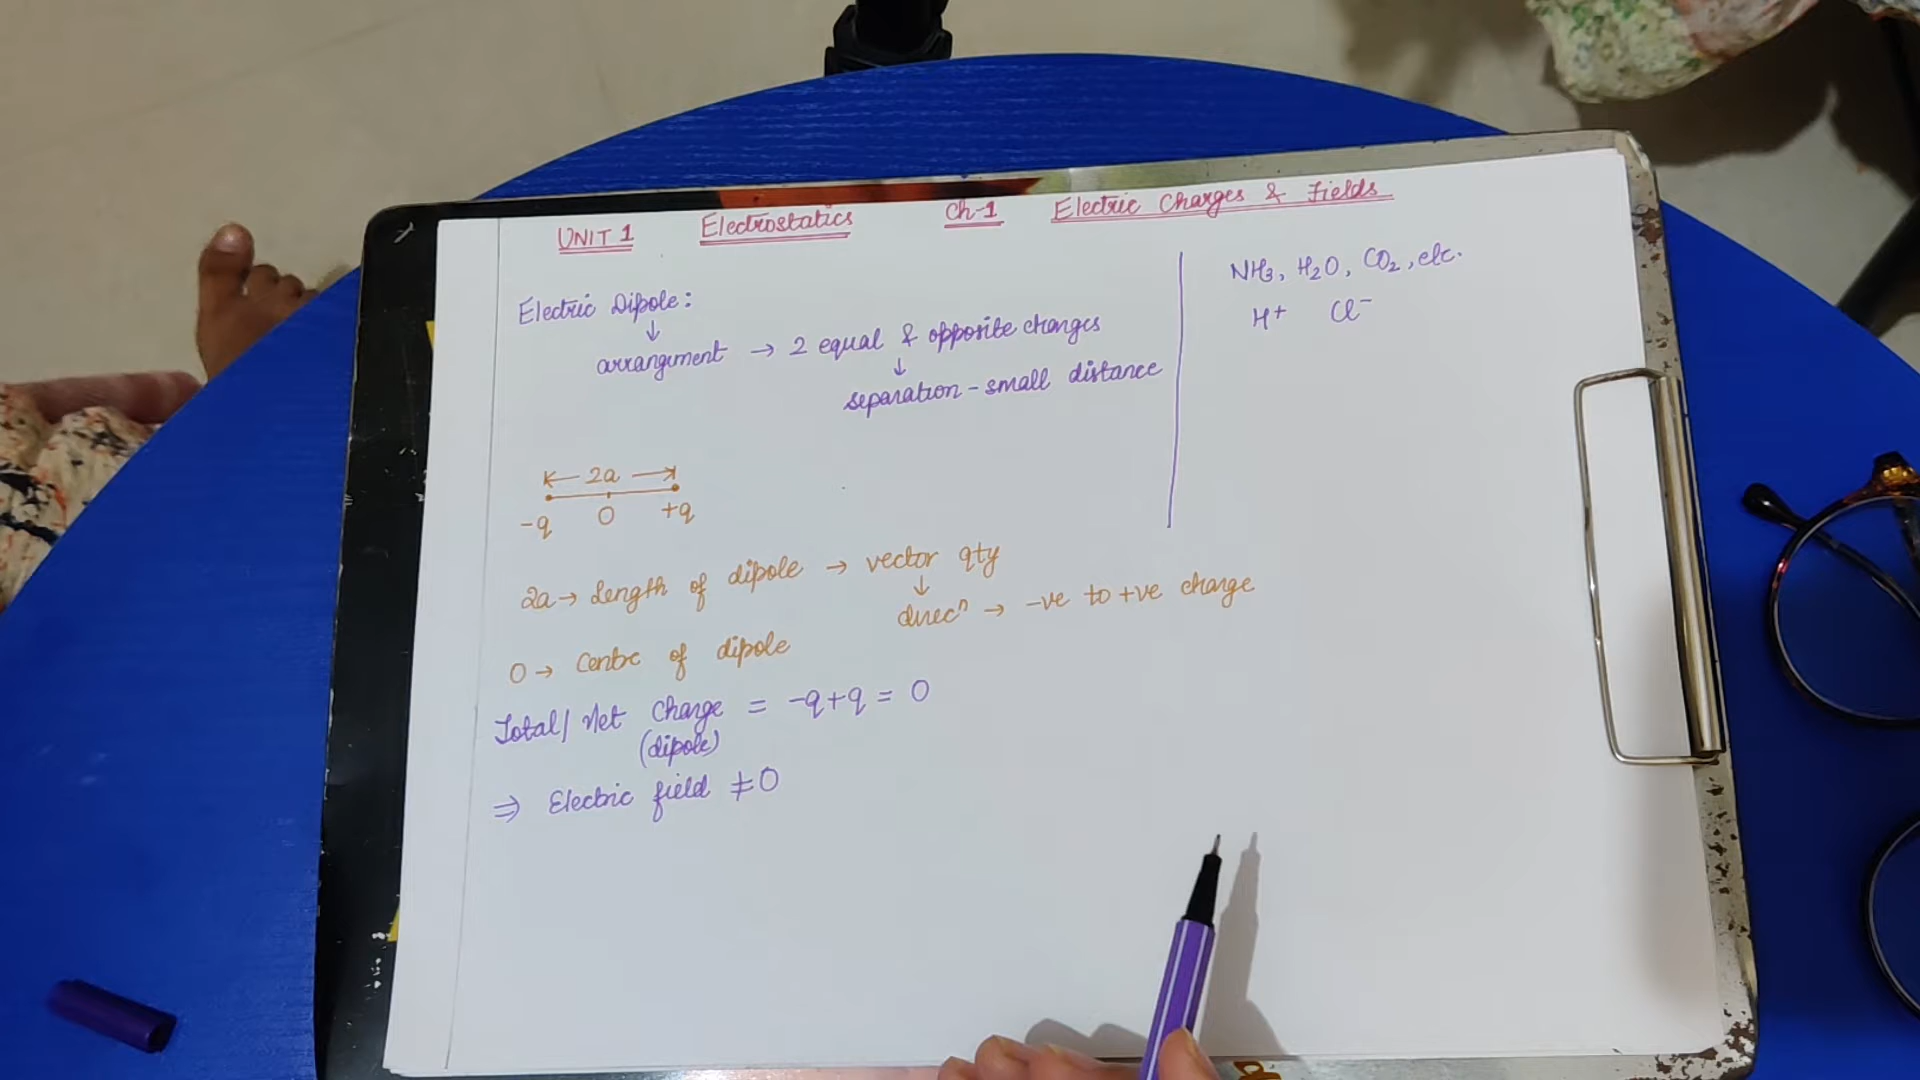 UNIT 1 Electrostatics Ch-1 Electric Charges & Fields
Electric Dipole:
↓
arrangement → 2 equal & opposite charges
↓
separation - small distance
NH₃, H₂O, CO₂, etc.
H⁺ Cl⁻
← 2a →
-q O +q
2a → Length of dipole → vector qty
↓
direcⁿ → -ve to +ve charge
O → Centre of dipole
Total/Net Charge = -q+q = 0
(dipole)
⇒ Electric field ≠ 0